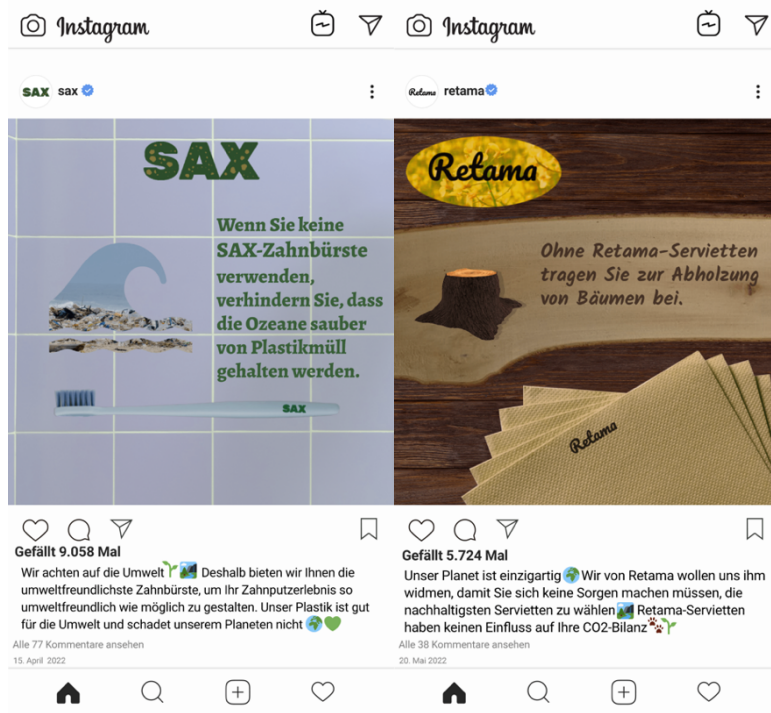 Instagram
SAX sax
SAX
Wenn Sie keine
SAX-Zahnbürste
verwenden,
verhindern Sie, dass
die Ozeane sauber
von Plastikmüll
gehalten werden.
SAX
Gefällt 9.058 Mal
Wir achten auf die Umwelt🌱🏞️ Deshalb bieten wir Ihnen die
umweltfreundlichste Zahnbürste, um Ihr Zahnputzerlebnis so
umweltfreundlich wie möglich zu gestalten. Unser Plastik ist gut
für die Umwelt und schadet unserem Planeten nicht 🌍💚
Alle 77 Kommentare ansehen
15. April 2022
Instagram
Retama retama
Retama
Ohne Retama-Servietten
tragen Sie zur Abholzung
von Bäumen bei.
Retama
Gefällt 5.724 Mal
Unser Planet ist einzigartig 🌍 Wir von Retama wollen uns ihm
widmen, damit Sie sich keine Sorgen machen müssen, die
nachhaltigsten Servietten zu wählen🏞️ Retama-Servietten
haben keinen Einfluss auf Ihre CO2-Bilanz🐾🌱
Alle 38 Kommentare ansehen
20. Mai 2022